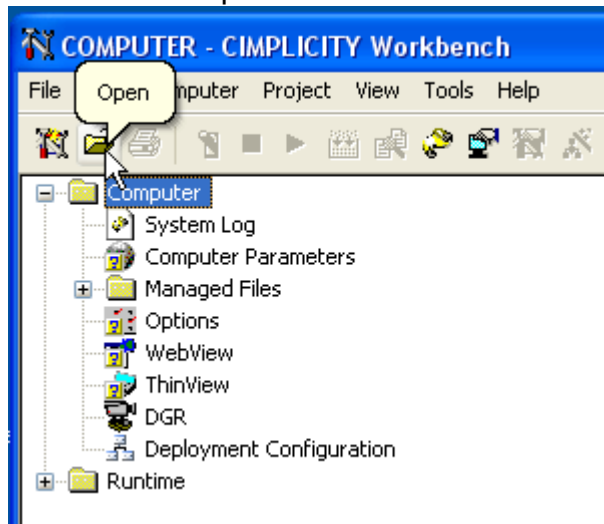 COMPUTER - CIMPLICITY Workbench
File Open mputer Project View Tools Help
Computer
System Log
Computer Parameters
Managed Files
Options
WebView
ThinView
DGR
Deployment Configuration
Runtime